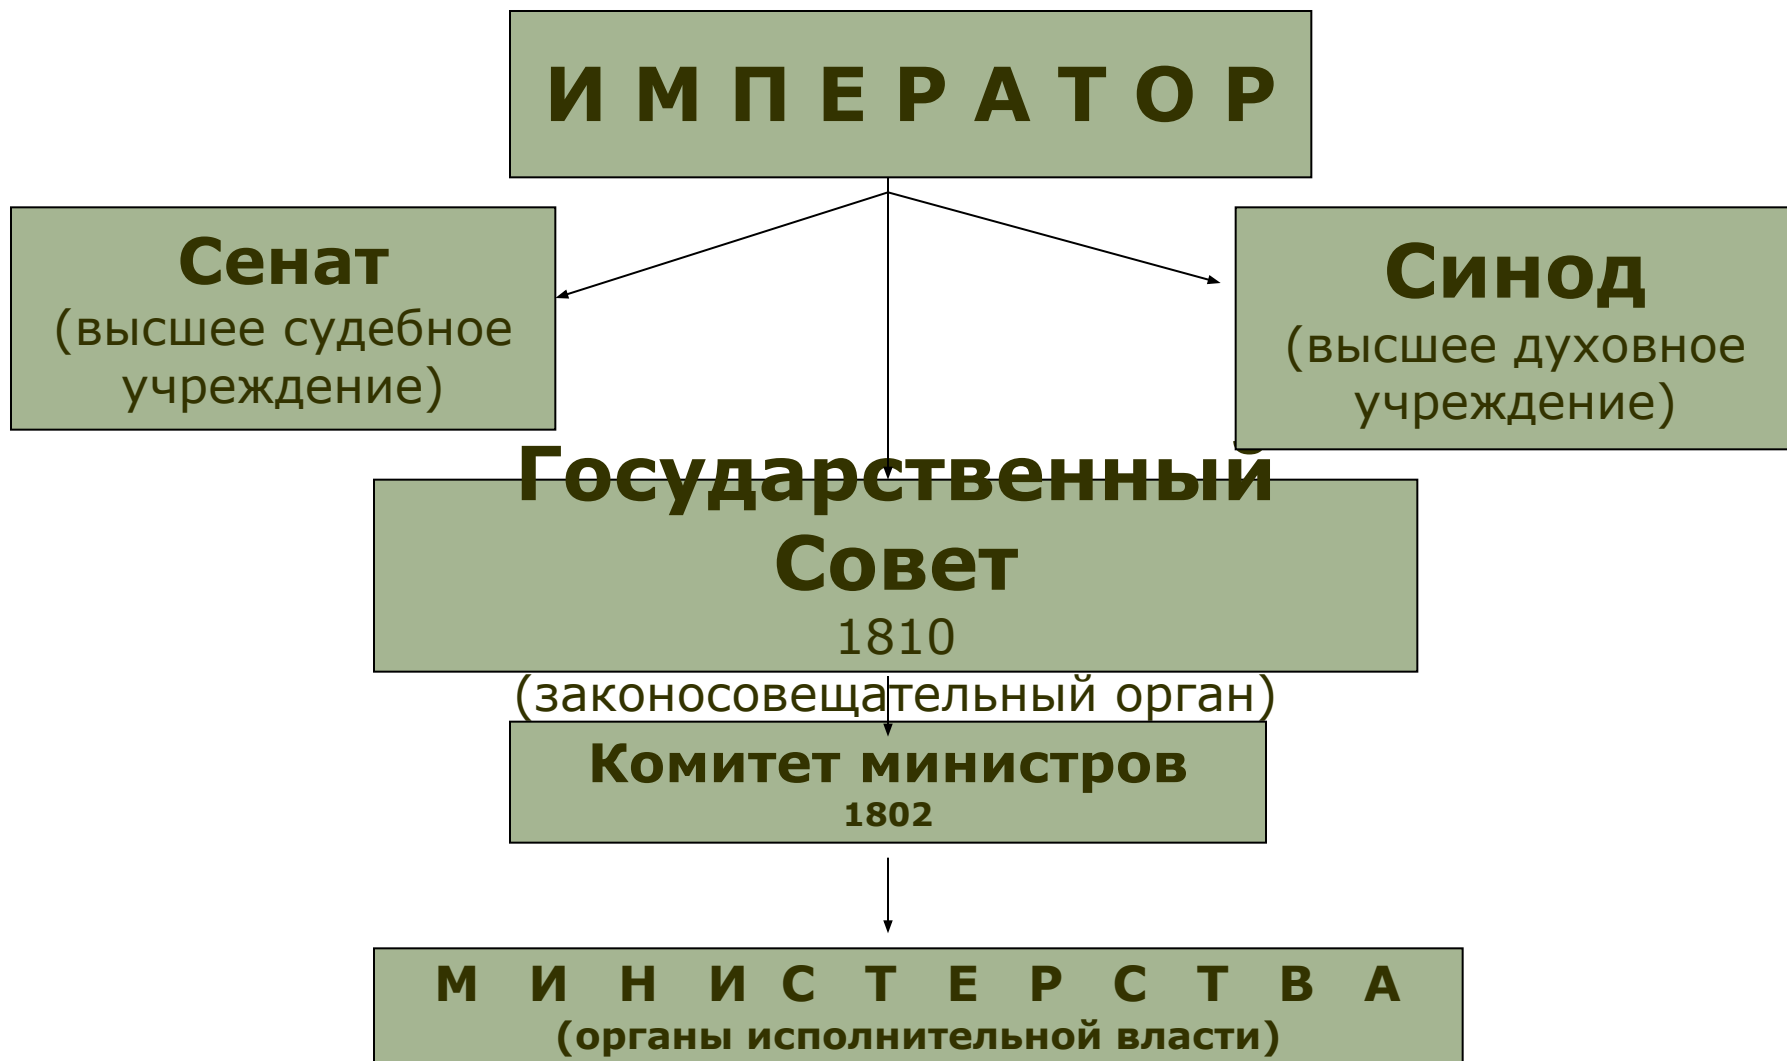 И М П Е Р А Т О Р
Сенат
(высшее судебное
учреждение)
Синод
(высшее духовное
учреждение)
Государственный
Совет
1810
(законосовещательный орган)
Комитет министров
1802
М И Н И С Т Е Р С Т В А
(органы исполнительной власти)